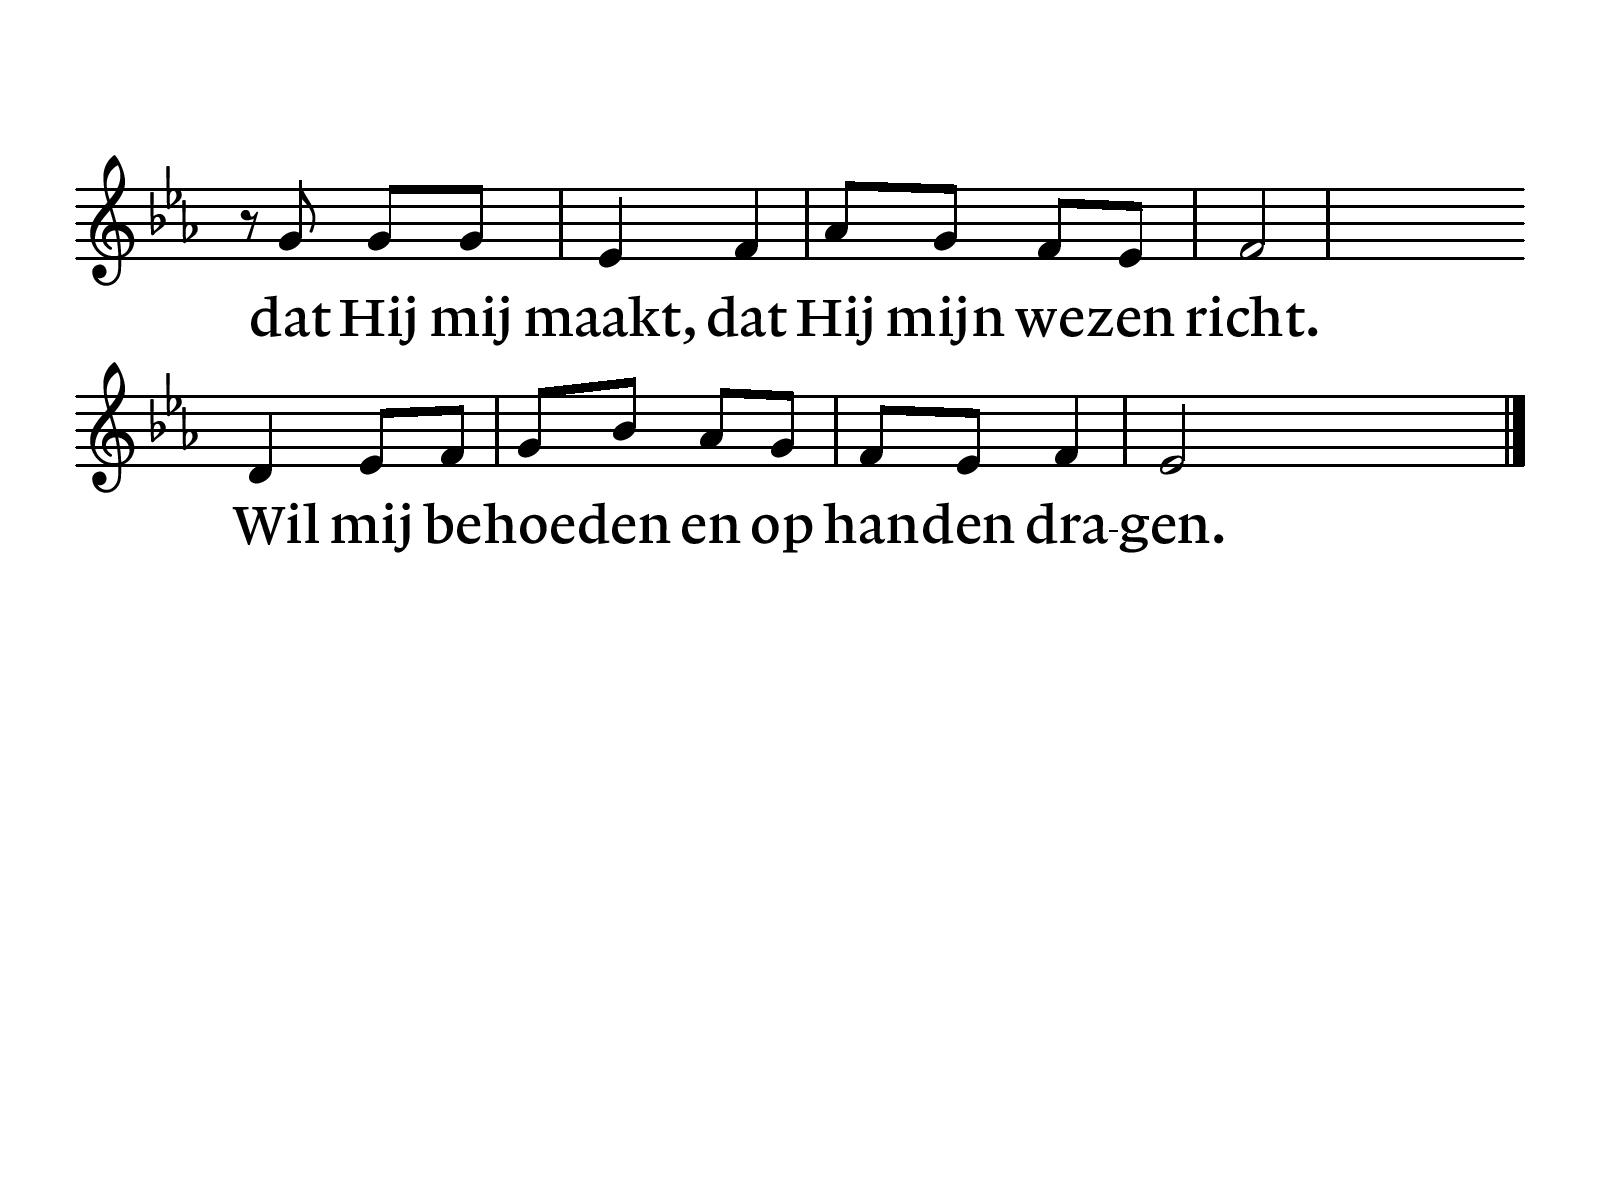 dat Hij mij maakt, dat Hij mijn wezen richt.
Wil mij behoeden en op handen dra-gen.